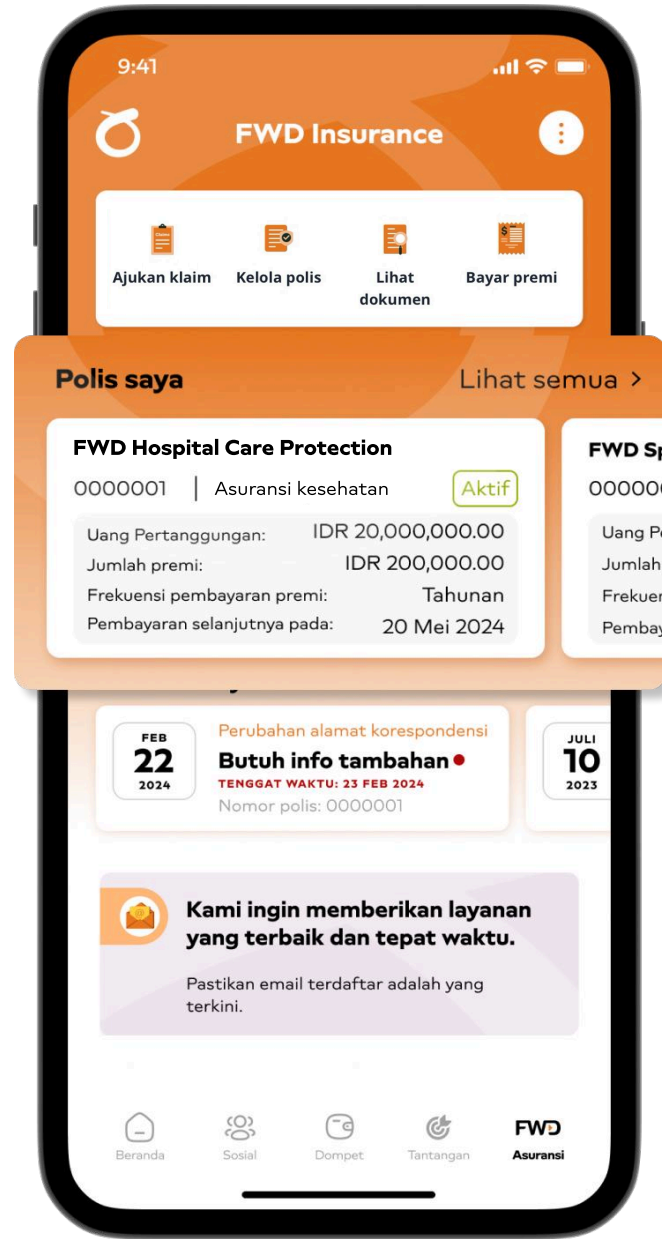 9:41
FWD Insurance
Ajukan klaim
Kelola polis
Lihat
dokumen
Bayar premi
Polis saya
Lihat semua >
FWD Hospital Care Protection
0000001 | Asuransi kesehatan
Aktif
Uang Pertanggungan: IDR 20,000,000.00
Jumlah premi: IDR 200,000.00
Frekuensi pembayaran premi: Tahunan
Pembayaran selanjutnya pada: 20 Mei 2024
FWD
Uang
Jumlah
FEB
22
2024
Perubahan alamat korespondensi
Butuh info tambahan
TENGGAT WAKTU: 23 FEB 2024
Nomor polis: 0000001
JULI
10
2023
Kami ingin memberikan layanan
yang terbaik dan tepat waktu.
Pastikan email terdaftar adalah yang
terkini.
Beranda
Sosial
Dompet
Tantangan
FWD
Asuransi